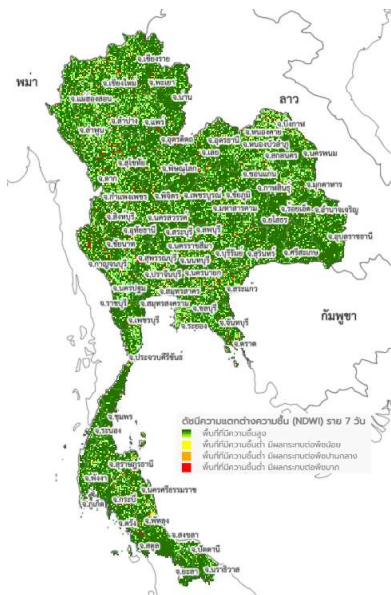 จ.เชียงราย
พม่า
จ.เชียงใหม่
จ.พะเยา
ลาว
จ.แม่ฮ่องสอน
จ.น่าน
จ.ลำปาง
จ.แพร่
จ.บึงกาฬ
จ.ลำพูน
จ.อุตรดิตถ์
จ.อุดรธานี
จ.หนองคาย
จ.หนองบัวลำภู
จ.สุโขทัย
จ.เลย
จ.สกลนคร
จ.นครพนม
จ.พิษณุโลก
จ.ขอนแก่น
จ.ตาก
จ.กาฬสินธุ์
จ.มุกดาหาร
จ.กำแพงเพชร
จ.พิจิตร
จ.เพชรบูรณ์
จ.ชัยภูมิ
จ.มหาสารคาม
จ.ร้อยเอ็ด
จ.อำนาจเจริญ
จ.สิงห์บุรี
จ.นครสวรรค์
จ.ยโสธร
จ.อุทัยธานี
จ.สระบุรี
จ.ลพบุรี
จ.อุบลราชธานี
จ.ชัยนาท
จ.นครราชสีมา
จ.บุรีรัมย์
จ.สุรินทร์
จ.ศรีสะเกษ
จ.สุพรรณบุรี
จ.นนทบุรี
จ.กาญจนบุรี
จ.ปราจีนบุรี
จ.นครนายก
จ.นครปฐม
จ.สมุทรสาคร
จ.สระแก้ว
จ.ราชบุรี
จ.สมุทรสงคราม
จ.ชลบุรี
กัมพูชา
จ.เพชรบุรี
จ.ระยอง
จ.จันทบุรี
จ.ตราด
จ.ประจวบคีรีขันธ์
ดัชนีความแตกต่างความชื้น (NDWI) ราย 7 วัน
พื้นที่ที่มีความชื้นสูง
พื้นที่ที่มีความชื้นต่ำ มีผลกระทบต่อพืชน้อย
พื้นที่ที่มีความชื้นต่ำ มีผลกระทบต่อพืชปานกลาง
พื้นที่ที่มีความชื้นต่ำ มีผลกระทบต่อพืชมาก
จ.ชุมพร
จ.ระนอง
จ.สุราษฎร์ธานี
จ.พังงา
จ.นครศรีธรรมราช
จ.กระบี่
จ.ภูเก็ต
จ.ตรัง
จ.พัทลุง
จ.สงขลา
จ.สตูล
จ.ปัตตานี
จ.นราธิวาส
จ.ยะลา